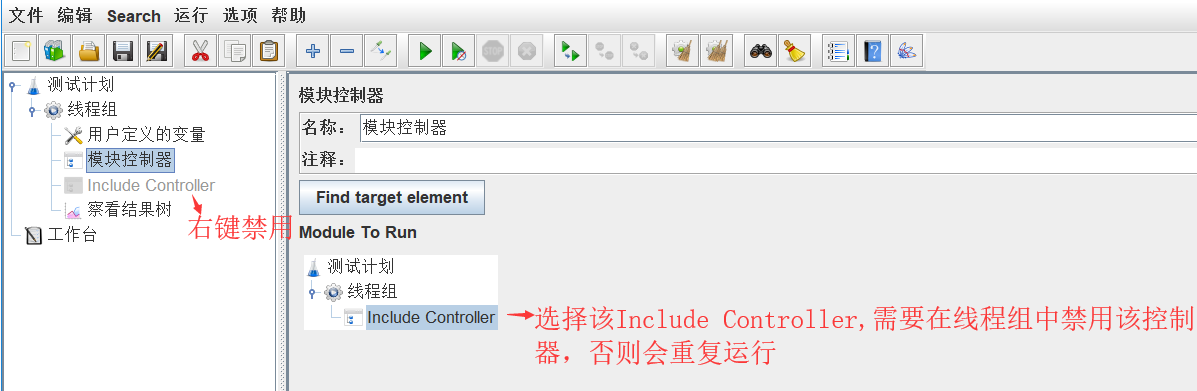 文件 编辑 Search 运行 选项 帮助
STOP
测试计划
线程组
用户定义的变量
模块控制器
Include Controller
察看结果树
右键禁用
工作台
模块控制器
名称： 模块控制器
注释：
Find target element
Module To Run
测试计划
线程组
Include Controller
选择该Include Controller,需要在线程组中禁用该控制
器，否则会重复运行